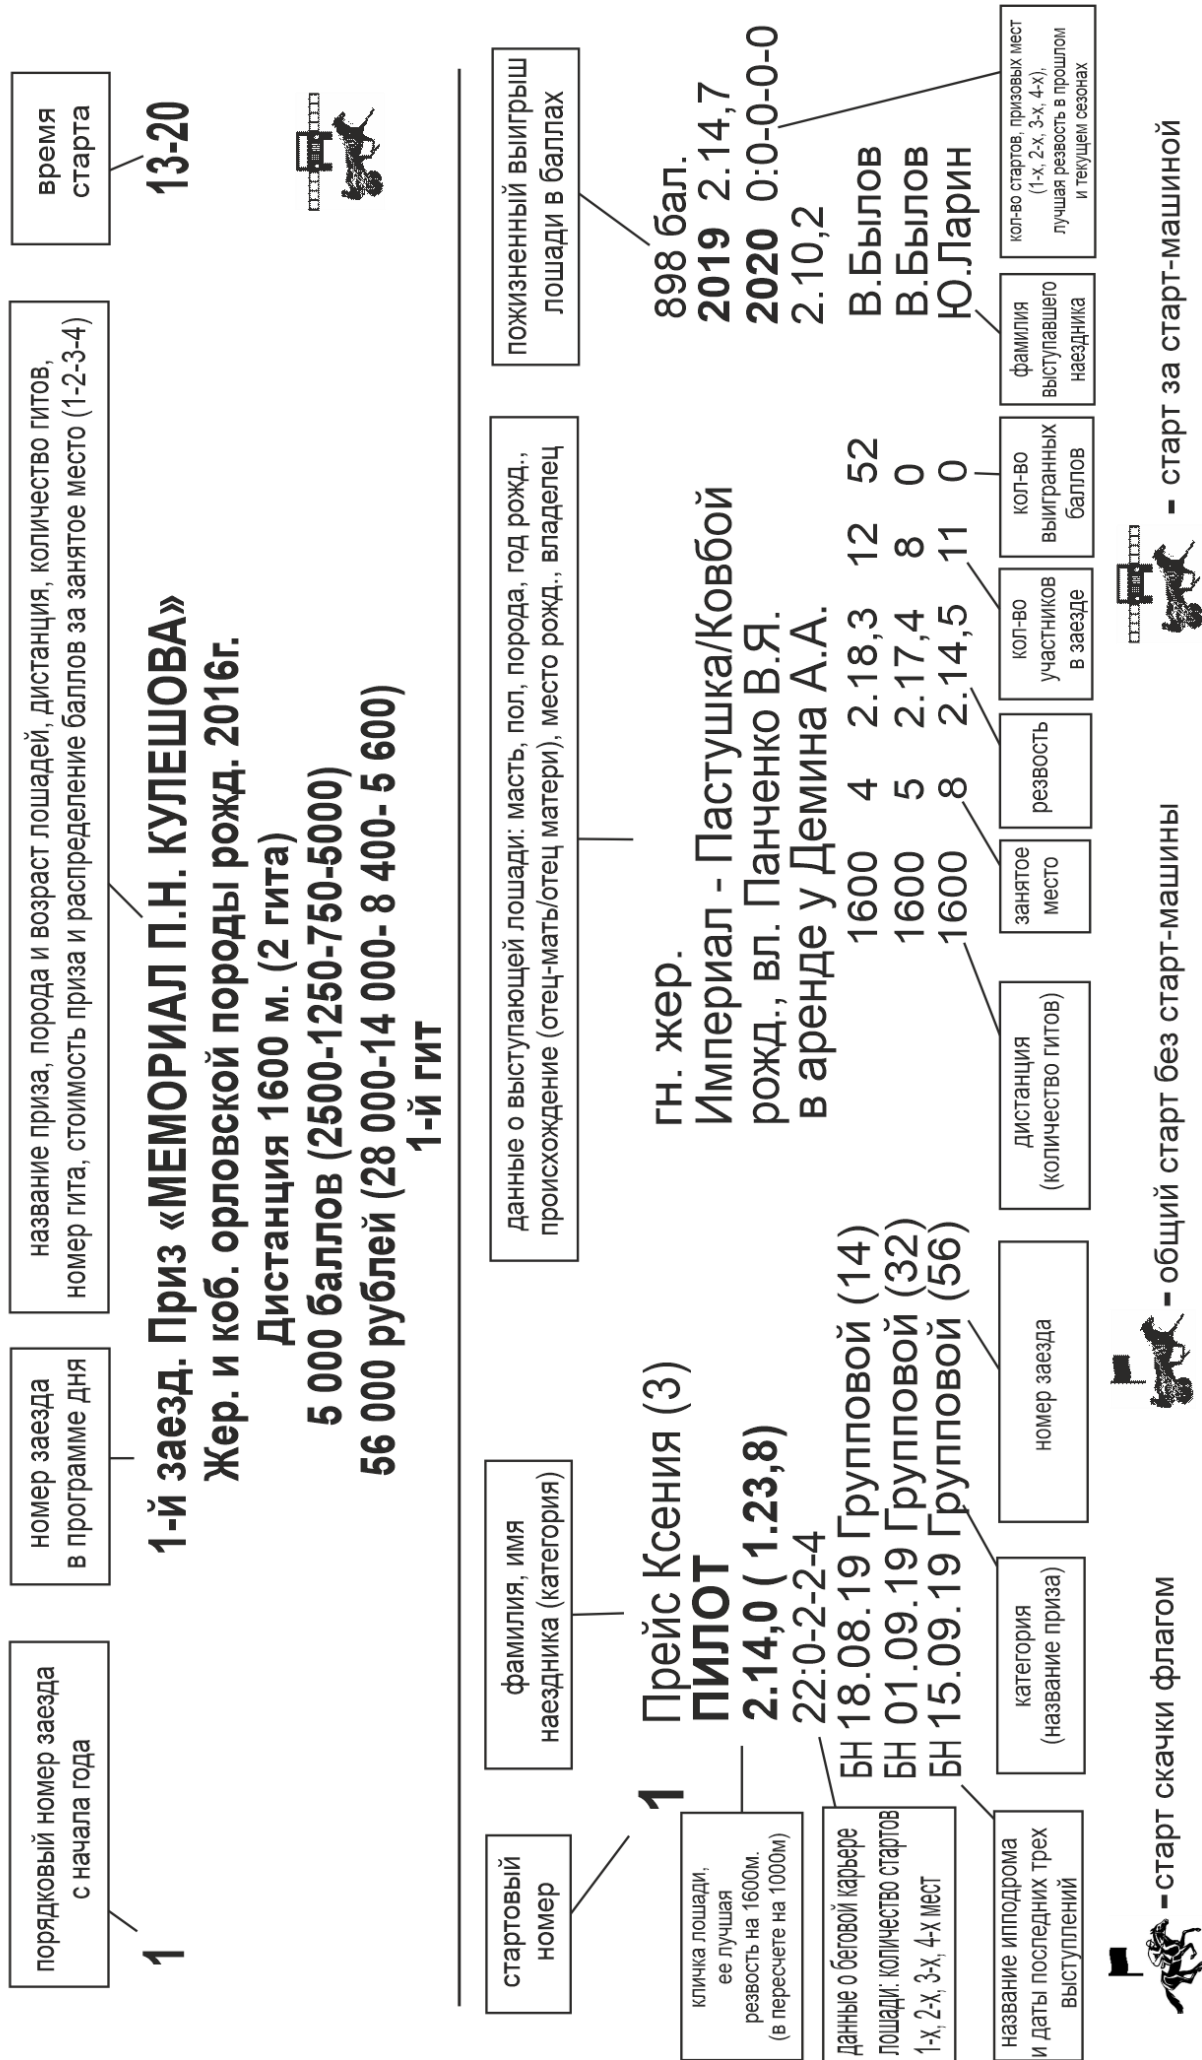 порядковый номер заезда
с начала года
номер заезда
в программе дня
название приза, порода и возраст лошадей, дистанция, количество гитов,
номер гита, стоимость приза и распределение баллов за занятое место (1-2-3-4)
время
старта
1
1-й заезд. Приз «МЕМОРИАЛ П.Н. КУЛЕШОВА»
13-20
Жер. и коб. орловской породы рожд. 2016г.
Дистанция 1600 м. (2 гита)
5 000 баллов (2500-1250-750-5000)
56 000 рублей (28 000-14 000- 8 400- 5 600)
1-й гит
стартовый
номер
фамилия, имя
наездника (категория)
данные о выступающей лошади: масть, пол, порода, год рожд.,
происхождение (отец-мать/отец матери), место рожд., владелец
пожизненный выигрыш
лошади в баллах
1
Прейс Ксения (3)
гн. жер.
898 бал.
ПИЛОТ
Империал - Пастушка/Ковбой
2019 2.14,7
2.14,0 ( 1.23,8)
рожд., вл. Панченко В.Я.
2020 0:0-0-0-0
22:0-2-2-4
в аренде у Демина А.А.
2.10,2
БН 18.08.19 Групповой (14) 1600 4 2.18,3 12 52 В.Былов
БН 01.09.19 Групповой (32) 1600 5 2.17,4 8 0 В.Былов
БН 15.09.19 Групповой (56) 1600 8 2.14,5 11 0 Ю.Ларин
кличка лошади,
ее лучшая
резвость на 1600м.
(в пересчете на 1000м)
данные о беговой карьере
лошади: количество стартов
1-х, 2-х, 3-х, 4-х мест
название ипподрома
и даты последних трех
выступлений
категория
(название приза)
номер заезда
дистанция
(количество гитов)
занятое
место
резвость
кол-во
участников
в заезде
кол-во
выигранных
баллов
фамилия
выступавшего
наездника
кол-во стартов, призовых мест
(1-х, 2-х, 3-х, 4-х),
лучшая резвость в прошлом
и текущем сезонах
- старт скачки флагом
- общий старт без старт-машины
- старт за старт-машиной